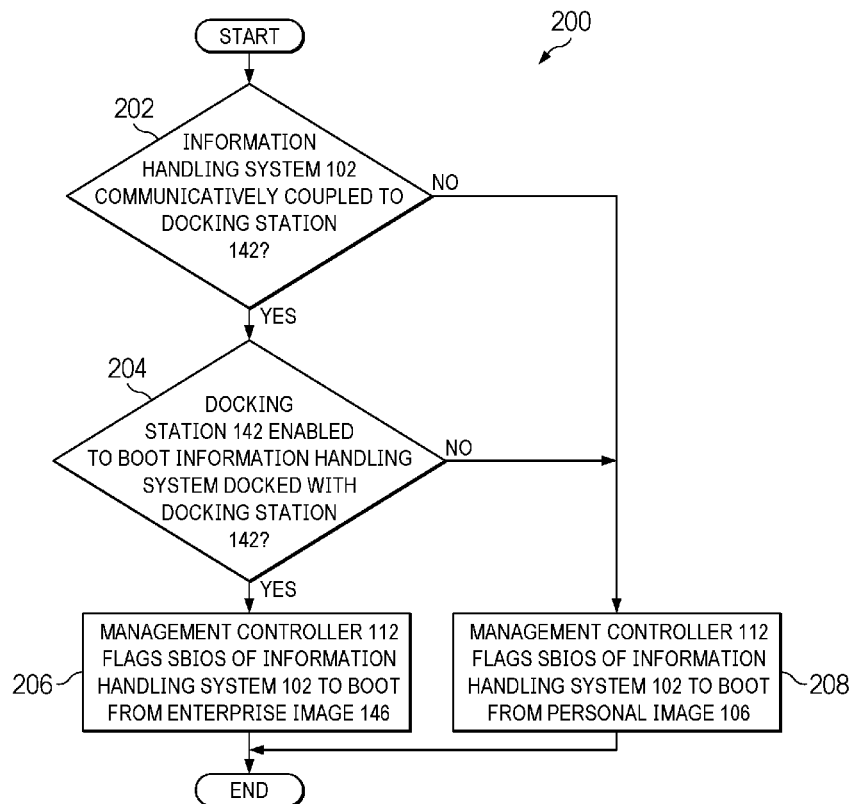 START
200
202
INFORMATION
HANDLING SYSTEM 102
COMMUNICATIVELY COUPLED TO
DOCKING STATION
142?
NO
YES
204
DOCKING
STATION 142 ENABLED
TO BOOT INFORMATION HANDLING
SYSTEM DOCKED WITH
DOCKING STATION
142?
NO
YES
206
MANAGEMENT CONTROLLER 112
FLAGS SBIOS OF INFORMATION
HANDLING SYSTEM 102 TO BOOT
FROM ENTERPRISE IMAGE 146
MANAGEMENT CONTROLLER 112
FLAGS SBIOS OF INFORMATION
HANDLING SYSTEM 102 TO BOOT
FROM PERSONAL IMAGE 106
208
END